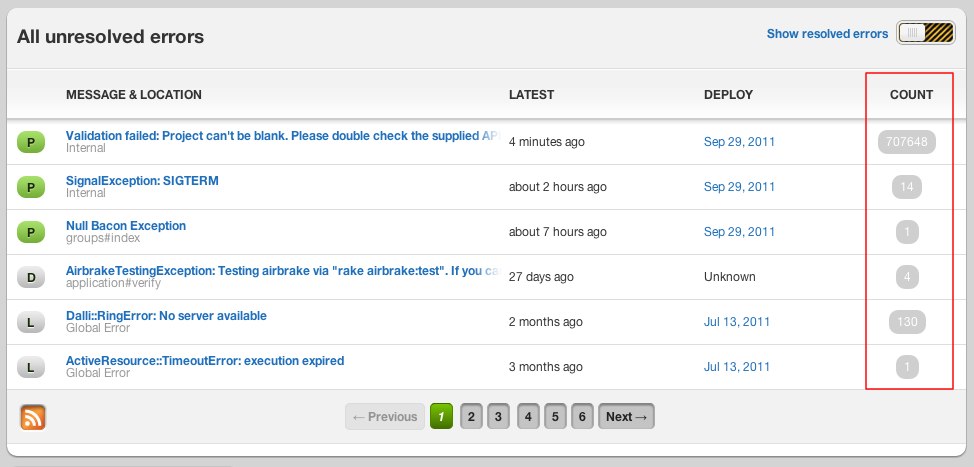 All unresolved errors Show resolved errors
MESSAGE & LOCATION LATEST DEPLOY COUNT
P Validation failed: Project can't be blank. Please double check the supplied AP 4 minutes ago Sep 29, 2011 707648
Internal
P SignalException: SIGTERM about 2 hours ago Sep 29, 2011 14
Internal
P Null Bacon Exception about 7 hours ago Sep 29, 2011 1
groups#index
D AirbrakeTestingException: Testing airbrake via "rake airbrake:test". If you ca 27 days ago Unknown 4
application#verify
L Dalli::RingError: No server available 2 months ago Jul 13, 2011 130
Global Error
L ActiveResource::TimeoutError: execution expired 3 months ago Jul 13, 2011 1
Global Error
← Previous 1 2 3 4 5 6 Next →